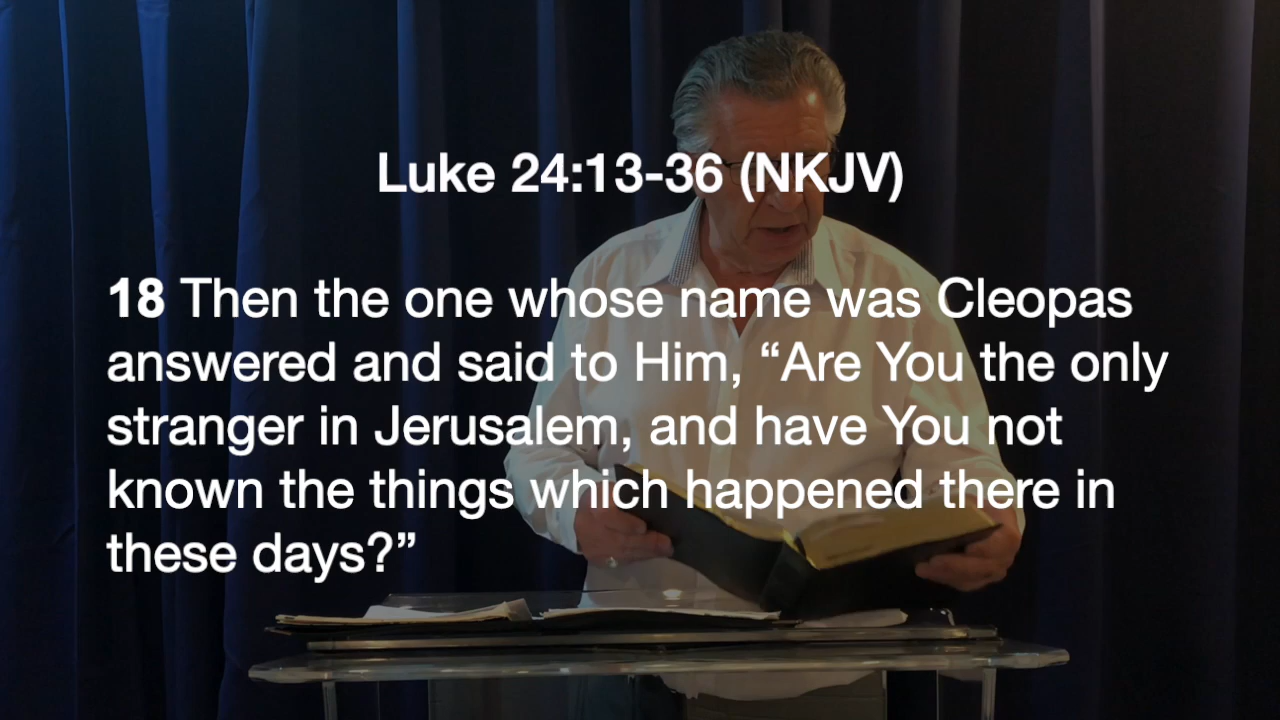 Luke 24:13-36 (NKJV)
18 Then the one whose name was Cleopas
answered and said to Him, “Are You the only
stranger in Jerusalem, and have You not
known the things which happened there in
these days?”